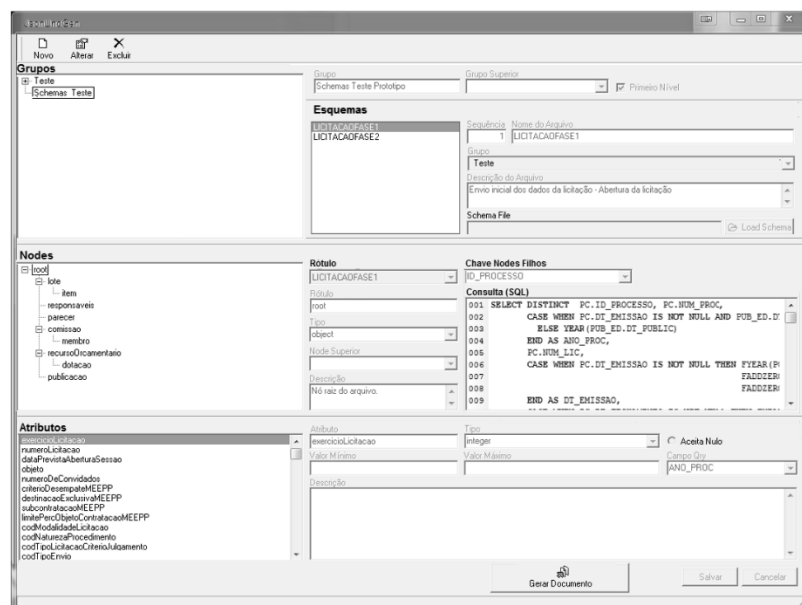 Novo Alterar Excluir
Grupos
Teste
Schemas Teste
Grupo
Grupo Superior
Schemas Teste Prototipo
Primeiro Nível
Esquemas
LICITACAOFASE1
LICITACAOFASE2
Sequência Nome do Arquivo
1 LICITACAOFASE1
Grupo
Teste
Descrição do Arquivo
Envio inicial dos dados da licitação - Abertura da licitação
Schema File
Load Schema
Nodes
root
lote
item
responsaveis
parecer
comissao
membro
recursoOrcamentario
dotacao
publicacao
Rótulo
LICITACAOFASE1
Rótulo
root
Tipo
object
Node Superior
Descrição
Nó raiz do arquivo.
Chave Nodes Filhos
ID_PROCESSO
Consulta (SQL)
001 SELECT DISTINCT PC.ID_PROCESSO, PC.NUM_PROC,
002 CASE WHEN PC.DT_EMISSAO IS NOT NULL AND PUB_ED.D
003 ELSE YEAR(PUB_ED.DT_PUBLIC)
004 END AS ANO_PROC,
005 PC.NUM_LIC,
006 CASE WHEN PC.DT_EMISSAO IS NOT NULL THEN FYEAR(P
007 FADDZER
008 FADDZER
009 END AS DT_EMISSAO,
Atributos
exercicioLicitacao
numeroLicitacao
dataPrevistaAberturaSessao
objeto
numeroDeConvidados
criterioDesempateMEEPP
destinacaoExclusivaMEEPP
subcontratacaoMEEPP
limitePercObjetoContratacaoMEEPP
codModalidadeLicitacao
codNaturezaProcedimento
codTipoLicitacaoCriterioJulgamento
codTipoEnvio
Atributo
exercicioLicitacao
Tipo
integer
Aceita Nulo
Valor Mínimo
Valor Máximo
Campo Qry
ANO_PROC
Descrição
Gerar Documento
Salvar
Cancelar